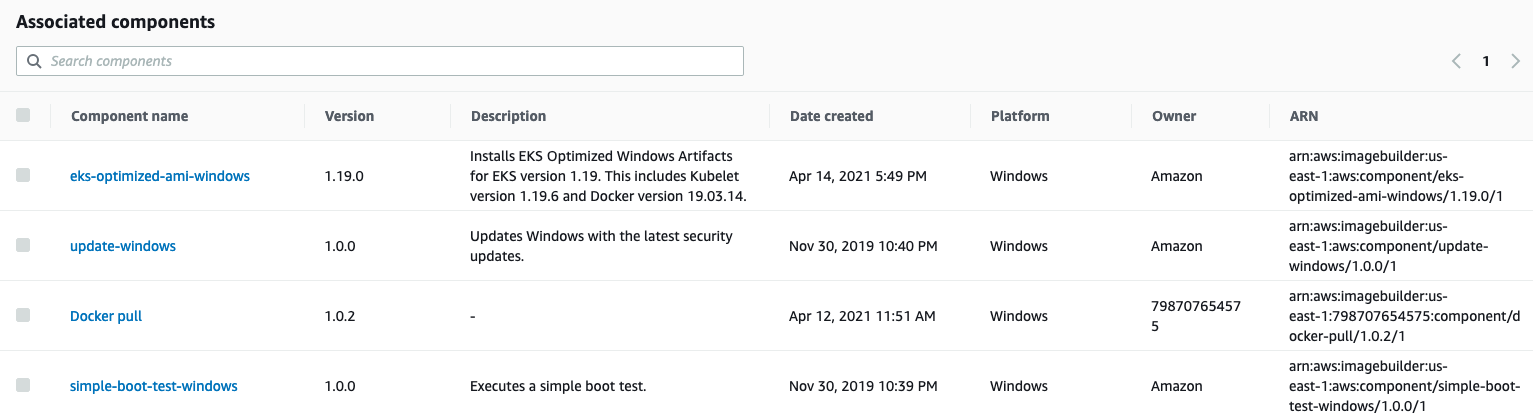 Associated components
Search components
1
Component name Version Description Date created Platform Owner ARN
eks-optimized-ami-windows 1.19.0 Installs EKS Optimized Windows Artifacts
for EKS version 1.19. This includes Kubelet
version 1.19.6 and Docker version 19.03.14. Apr 14, 2021 5:49 PM Windows Amazon arn:aws:imagebuilder:us-
east-1:aws:component/eks-
optimized-ami-windows/1.19.0/1
update-windows 1.0.0 Updates Windows with the latest security
updates. Nov 30, 2019 10:40 PM Windows Amazon arn:aws:imagebuilder:us-
east-1:aws:component/update-
windows/1.0.0/1
Docker pull 1.0.2 - Apr 12, 2021 11:51 AM Windows 79870765457
5 arn:aws:imagebuilder:us-
east-1:798707654575:component/d
ocker-pull/1.0.2/1
simple-boot-test-windows 1.0.0 Executes a simple boot test. Nov 30, 2019 10:39 PM Windows Amazon arn:aws:imagebuilder:us-
east-1:aws:component/simple-boot-
test-windows/1.0.0/1